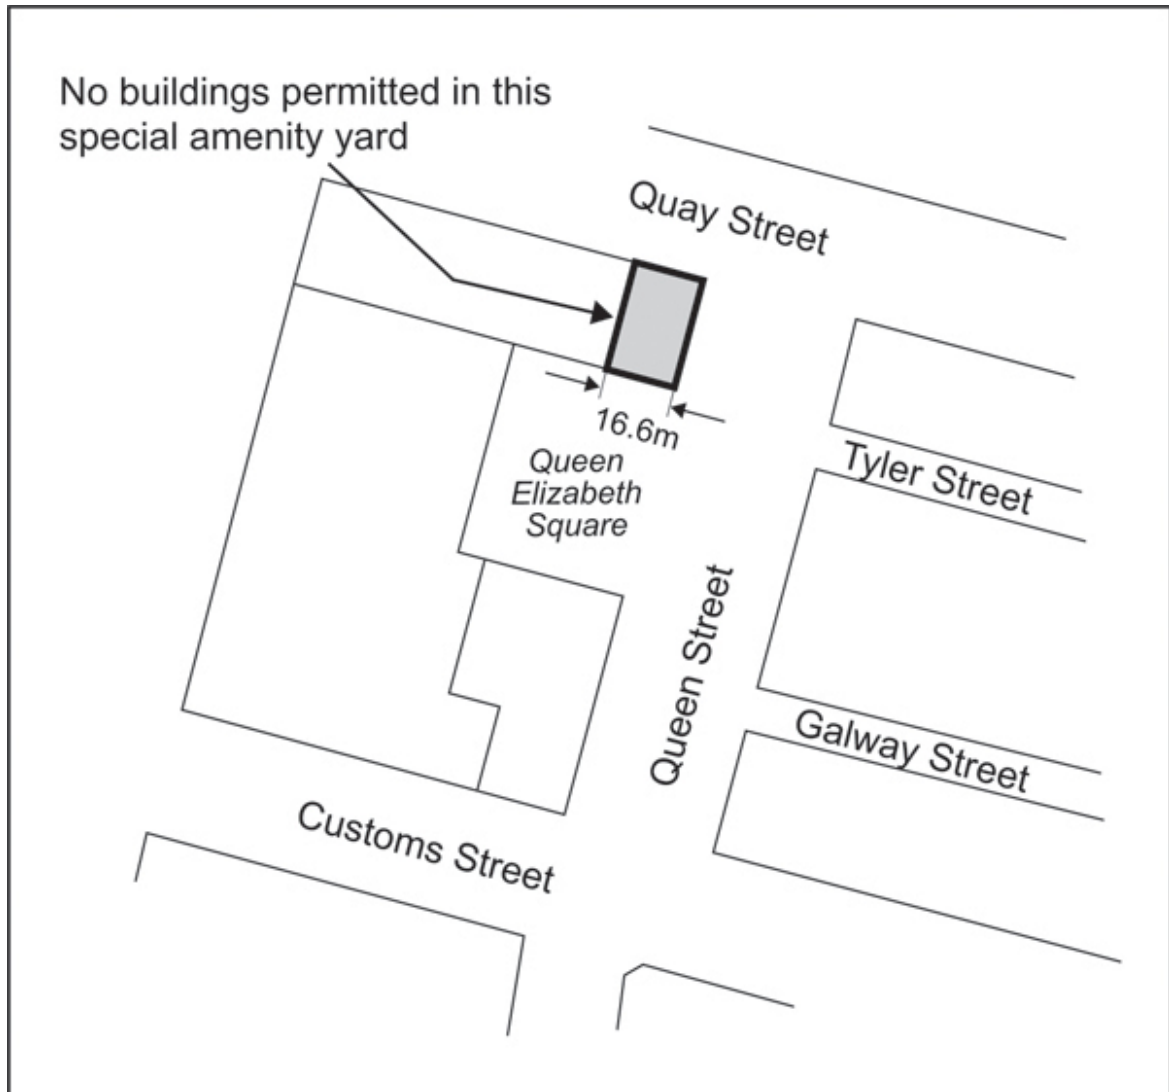 No buildings permitted in this
special amenity yard
Quay Street
16.6m
Queen
Elizabeth
Square
Tyler Street
Queen Street
Galway Street
Customs Street